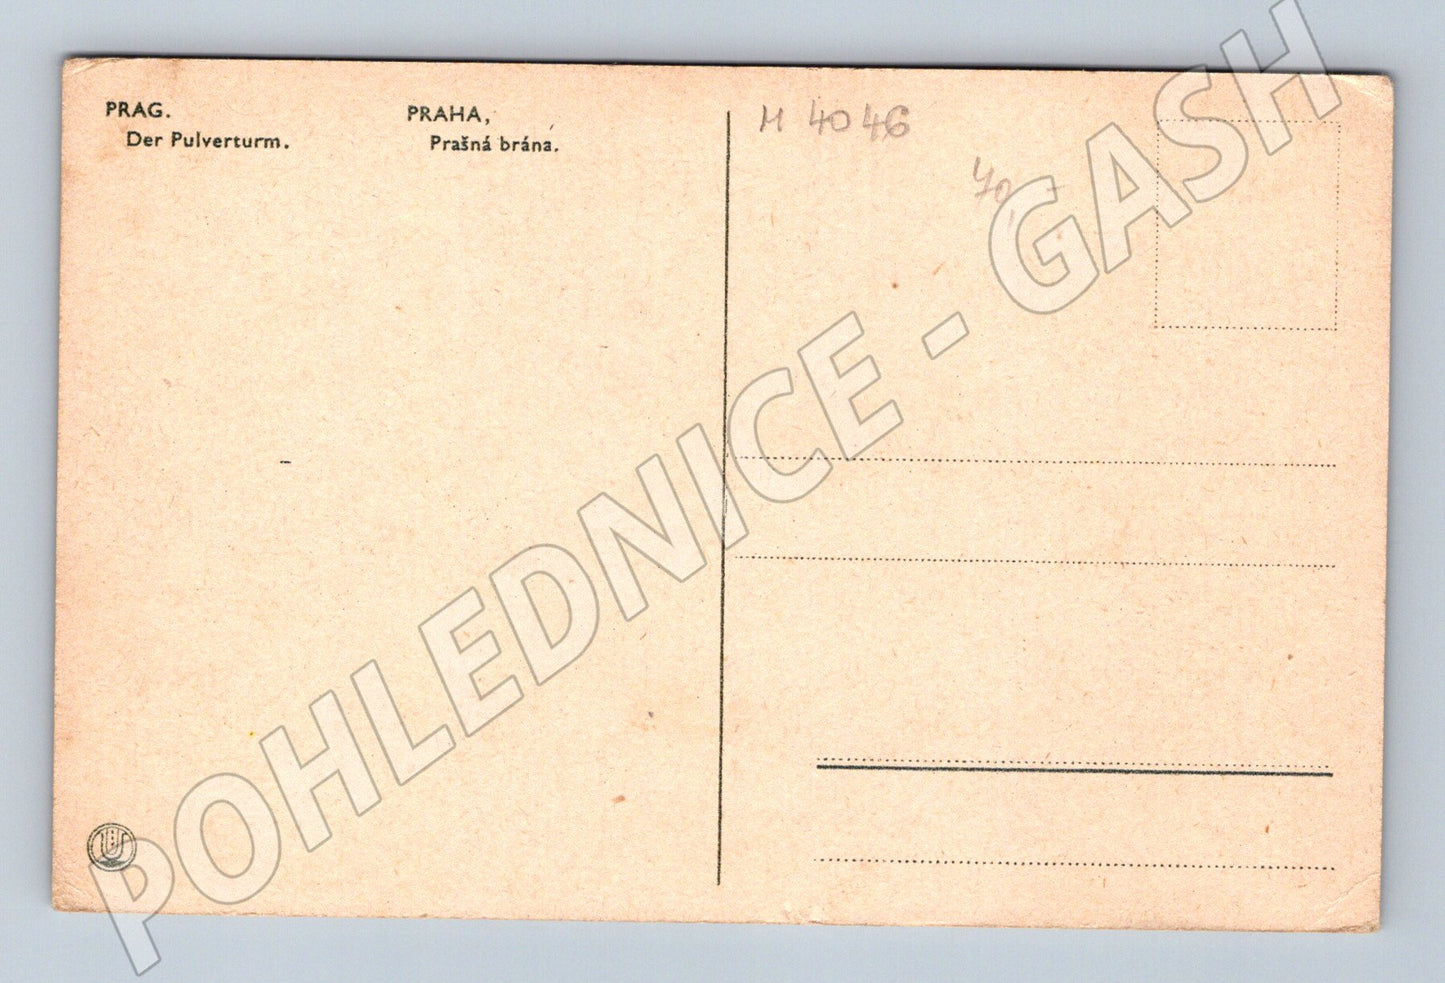 PRAG.
Der Pulverturm.
PRAHA,
Prašná brána.
M 4046
40,-
POHLEDNICE - GASH